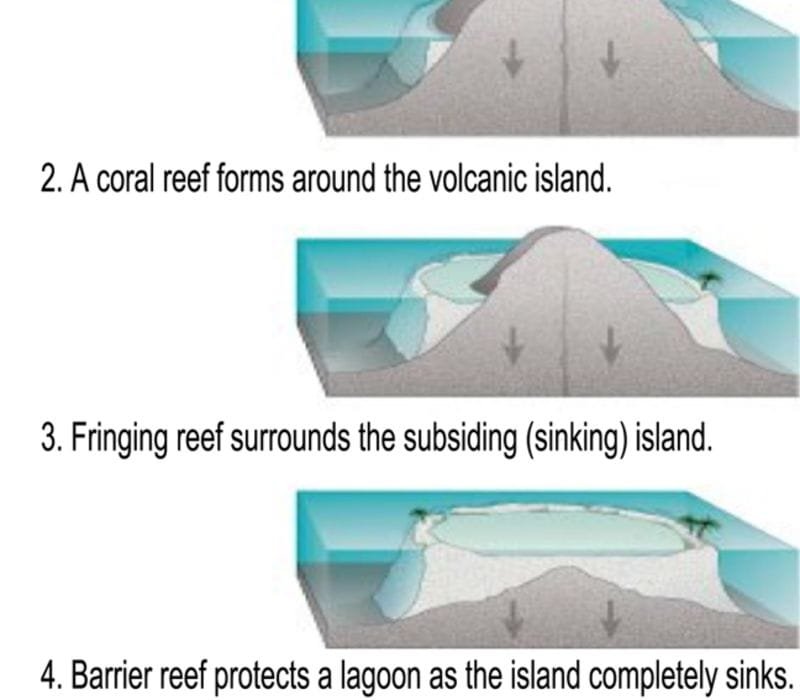 2. A coral reef forms around the volcanic island.
3. Fringing reef surrounds the subsiding (sinking) island.
4. Barrier reef protects a lagoon as the island completely sinks.